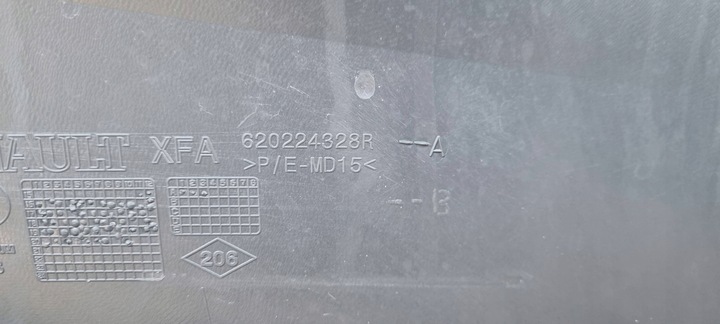 AULT XFA 620224328R --A
>P/E-MD15<
--B
206